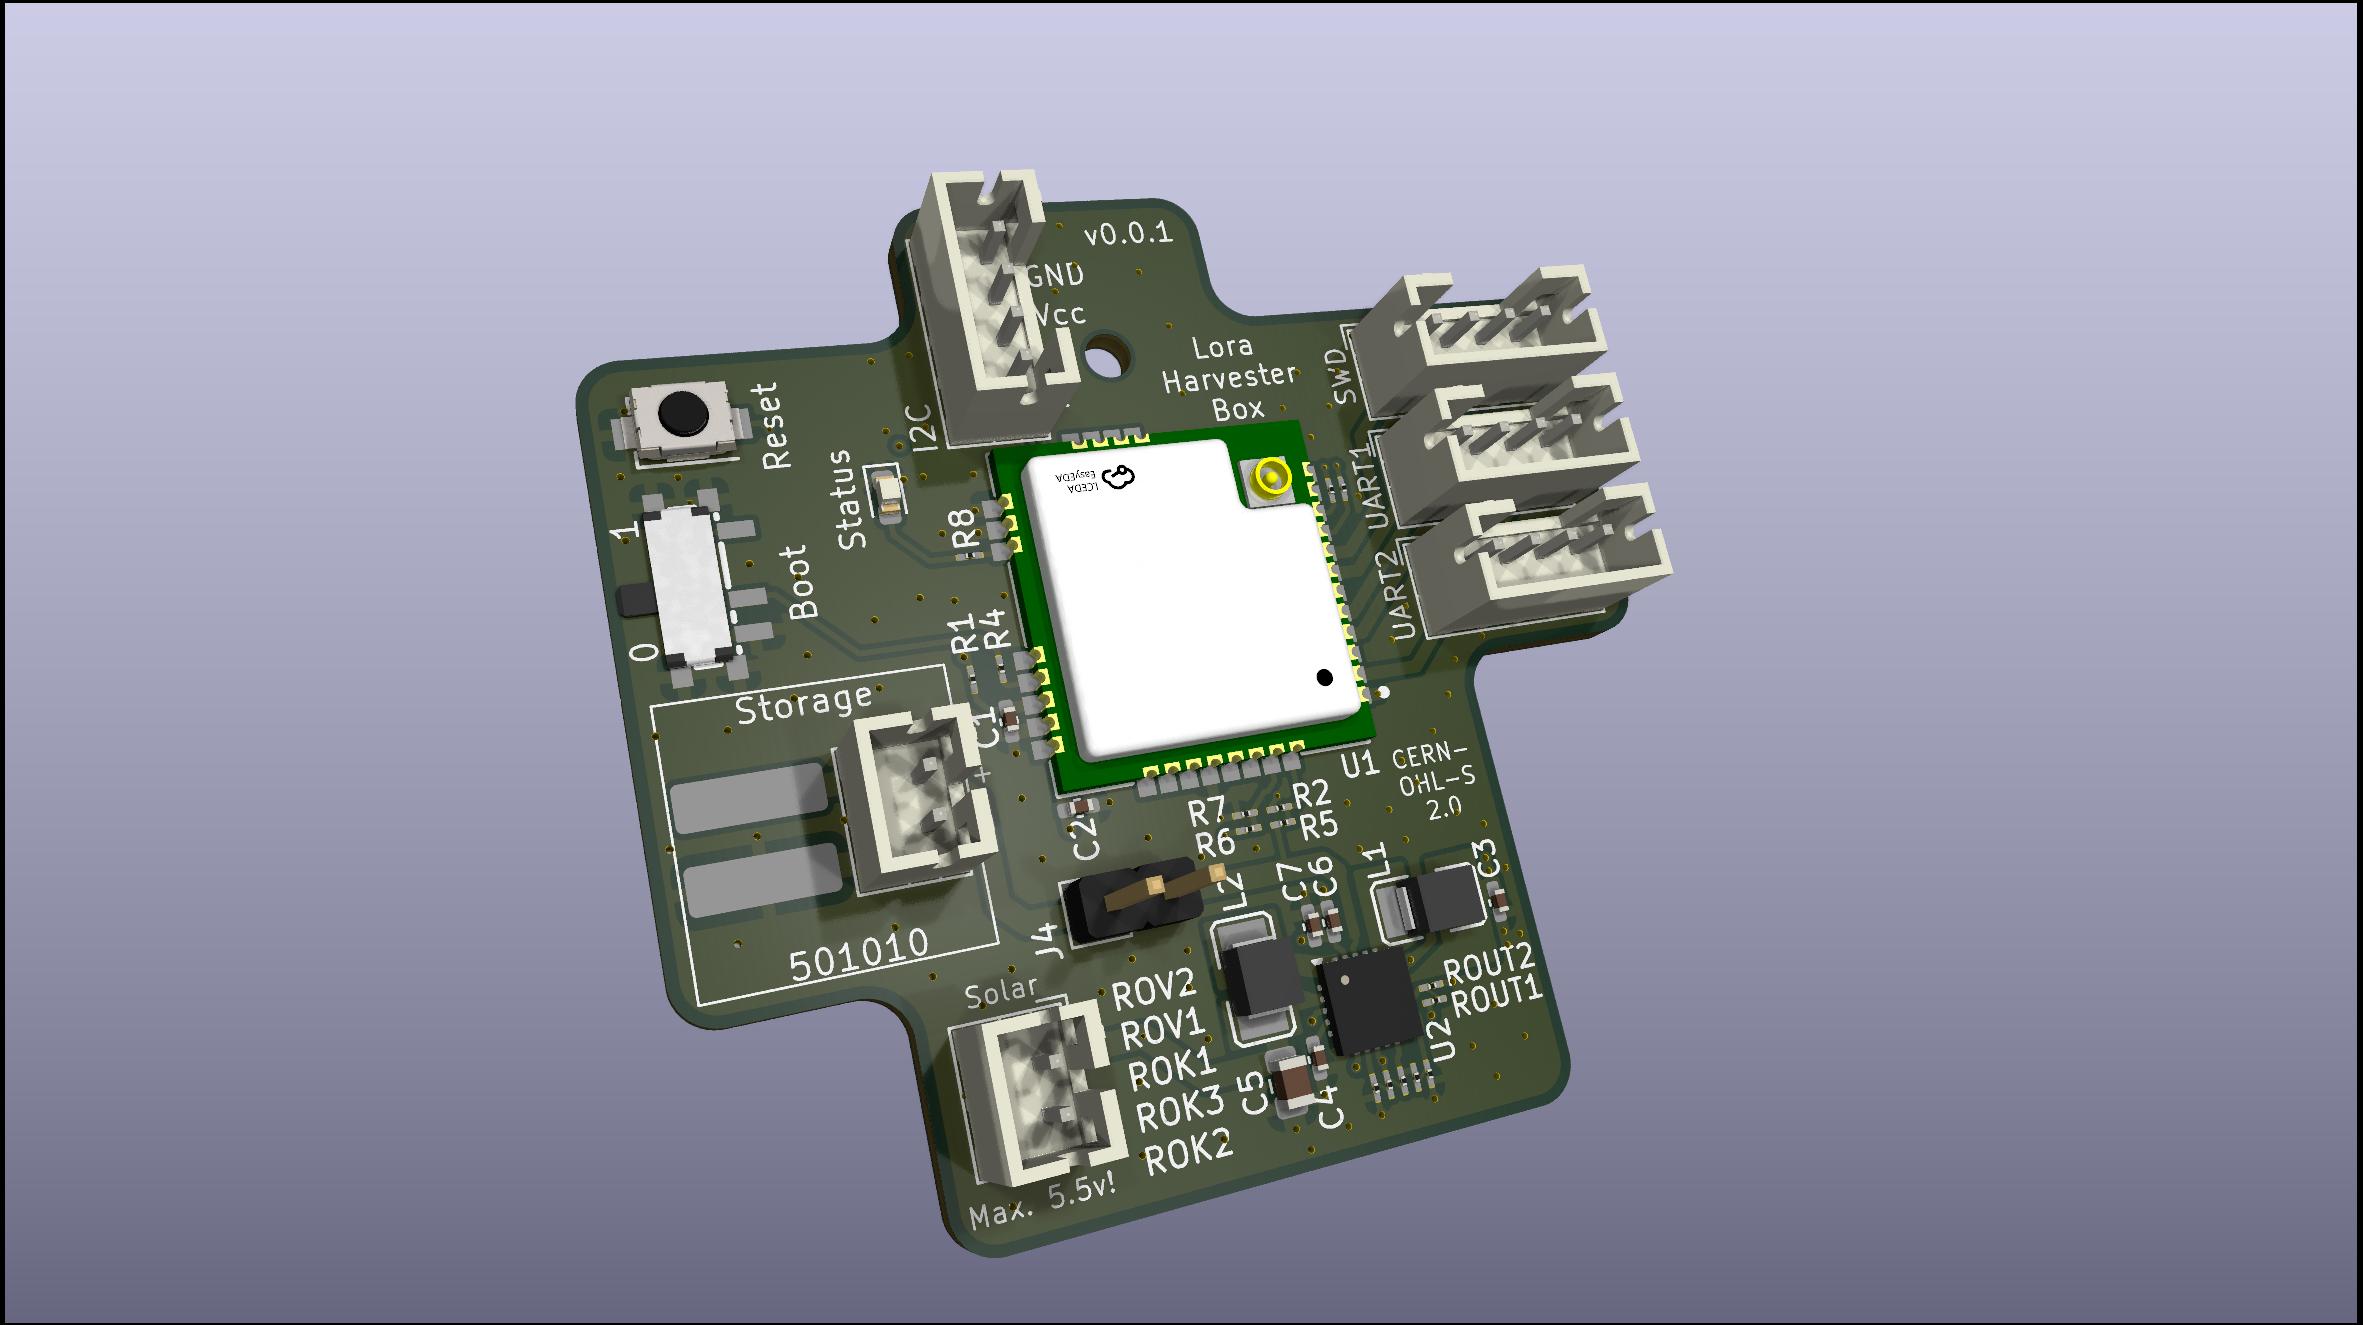 v0.0.1
GND
Vcc
I2C
Lora
Harvester
Box
SWD
UART1
UART2
Reset
Status
1
Boot
0
R8
LCEDA
EasyEDA
R1
R4
Storage
C1
+
501010
C2
U1
CERN-
OHL-S
2.0
R7
R6
R2
R5
J4
L2
C7
C6
L1
C3
Solar
ROV2
ROV1
ROK1
ROK3
ROK2
ROUT2
ROUT1
U2
C5
C4
Max. 5.5v!